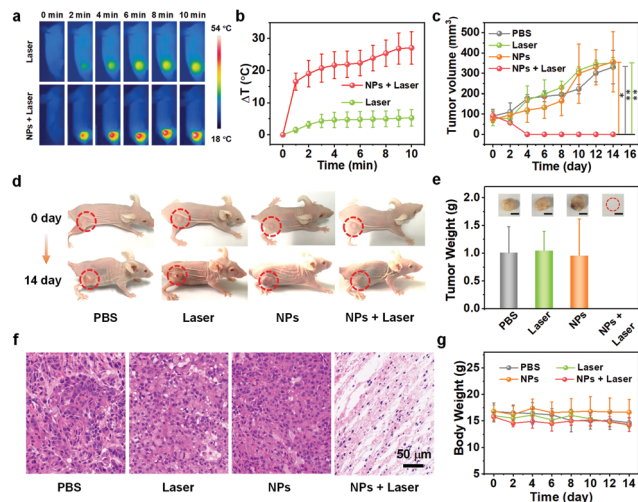 a
0 min 2 min 4 min 6 min 8 min 10 min
Laser
NPs + Laser
54 °C
18 °C
b
ΔT (°C)
30
20
10
0
0 2 4 6 8 10
Time (min)
NPs + Laser
Laser
c
Tumor volume (mm³)
600
500
400
300
200
100
0
-100
0 2 4 6 8 10 12 14 16
Time (day)
PBS
Laser
NPs
NPs + Laser
*
**
**
d
0 day
14 day
PBS Laser NPs NPs + Laser
e
Tumor Weight (g)
2.0
1.5
1.0
0.5
0.0
PBS
Laser
NPs
NPs +
Laser
f
50 μm
PBS Laser NPs NPs + Laser
g
Body Weight (g)
35
30
25
20
15
10
5
0
0 2 4 6 8 10 12 14
Time (day)
PBS Laser
NPs NPs + Laser